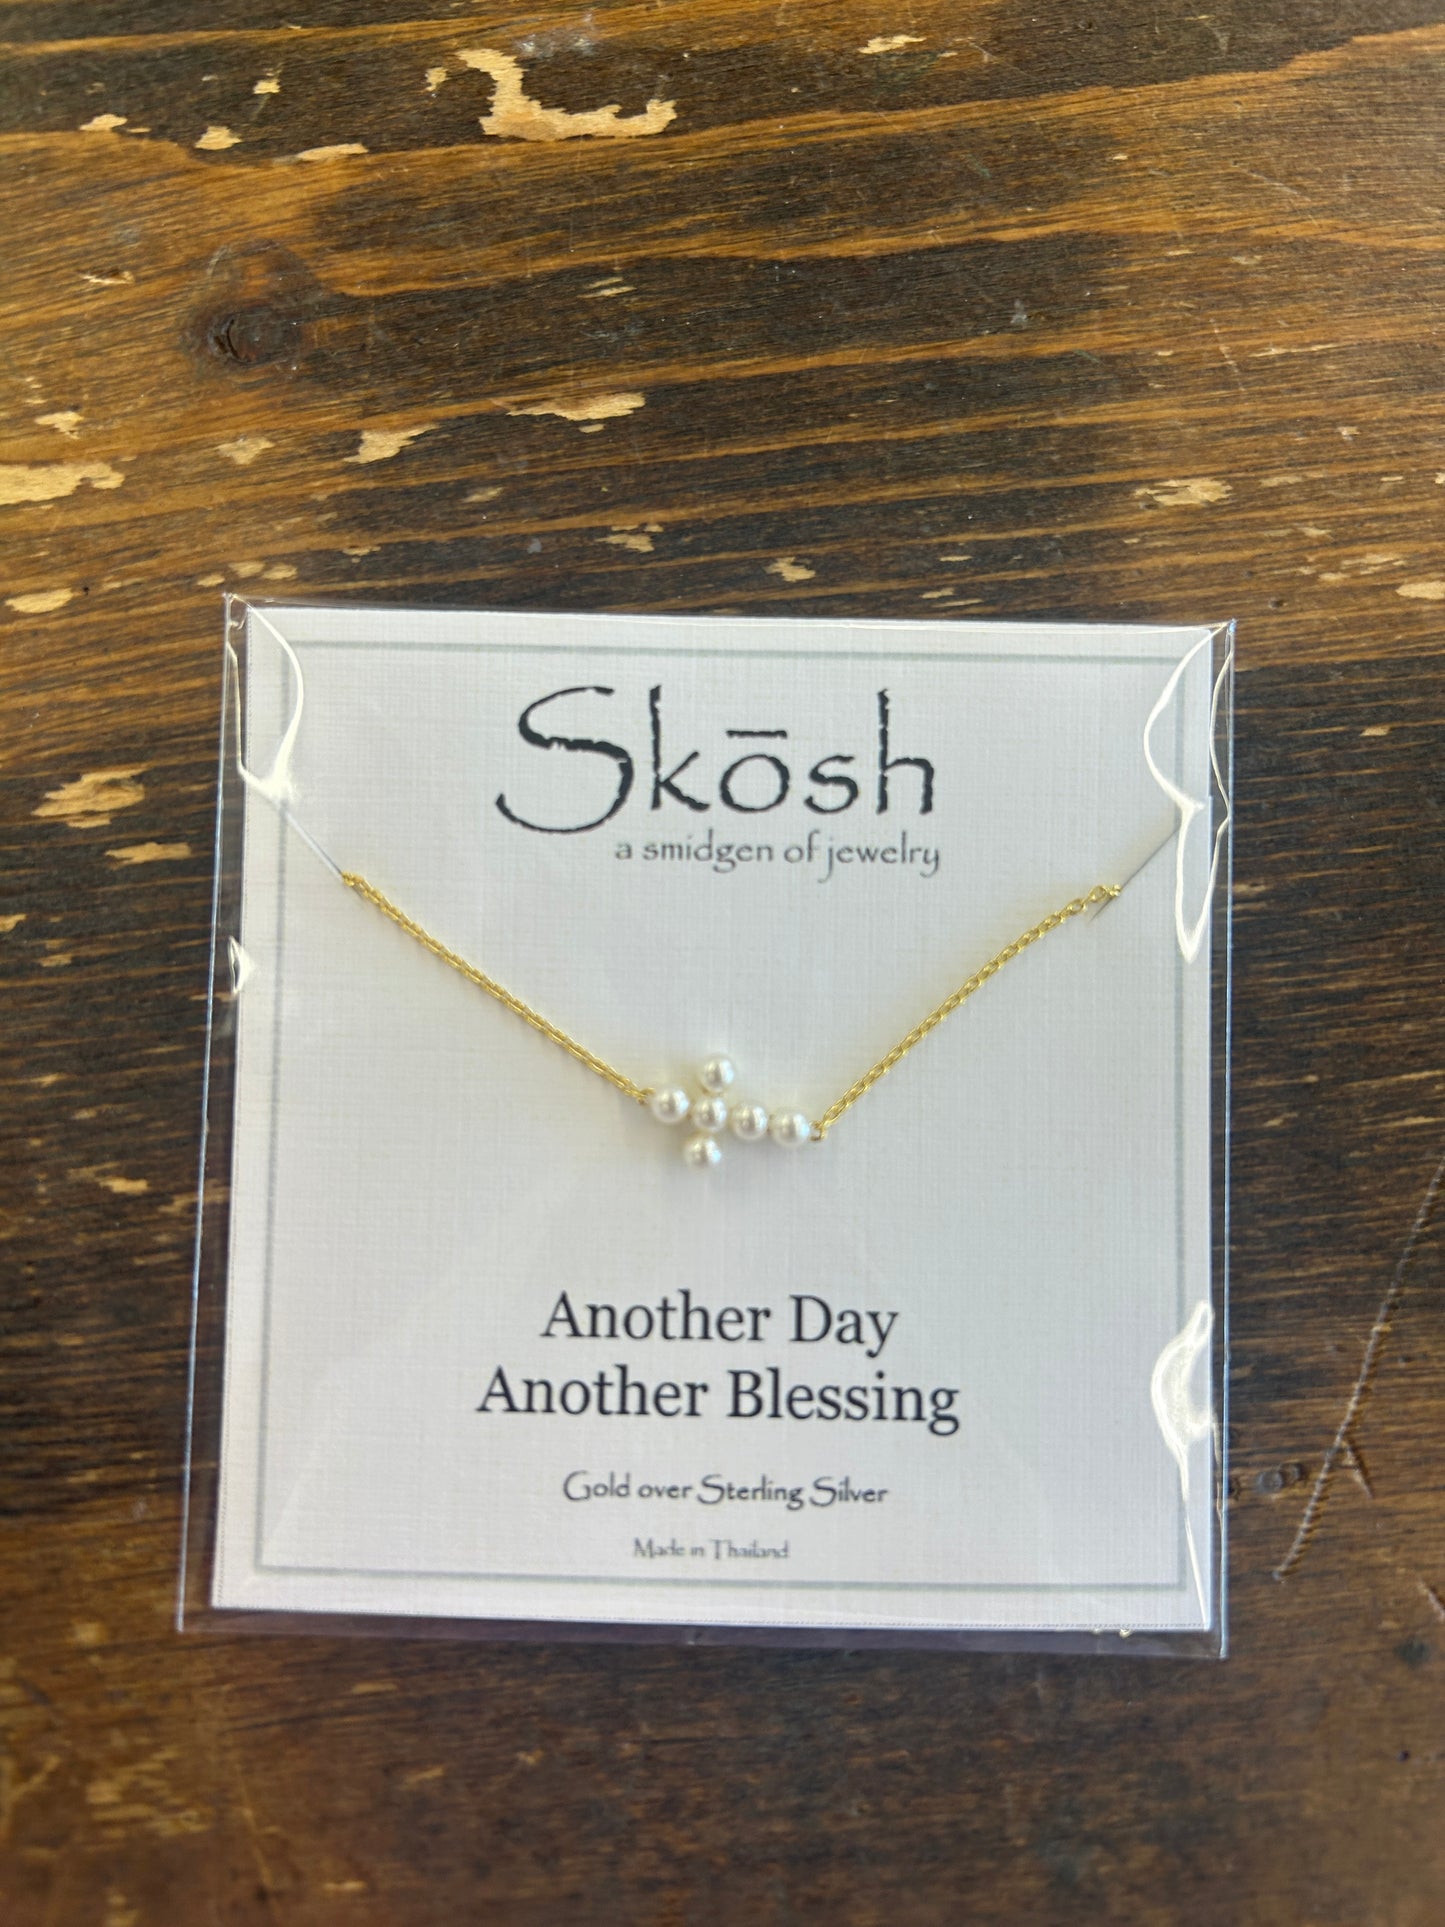 Skōsh
a smidgen of jewelry
Another Day
Another Blessing
Gold over Sterling Silver
Made in Thailand